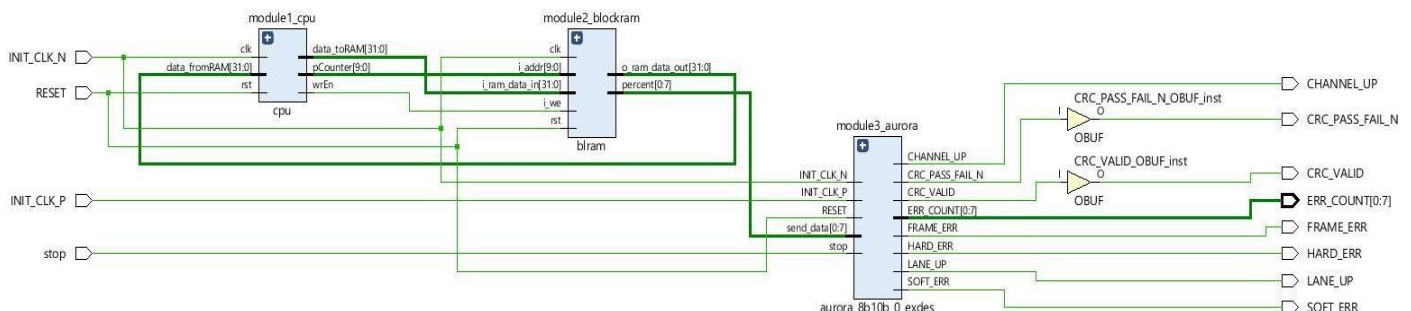 module1_cpu
module2_blockram
INIT_CLK_N
clk
data_toRAM[31:0]
clk
data_fromRAM[31:0]
pCounter[9:0]
i_addr[9:0]
o_ram_data_out[31:0]
RESET
rst
wrEn
i_ram_data_in[31:0]
percent[0:7]
cpu
i_we
rst
blram
CHANNEL_UP
CRC_PASS_FAIL_N_OBUF_inst
I
O
CRC_PASS_FAIL_N
OBUF
module3_aurora
CHANNEL_UP
CRC_VALID_OBUF_inst
INIT_CLK_N
CRC_PASS_FAIL_N
I
O
CRC_VALID
INIT_CLK_P
INIT_CLK_P
CRC_VALID
OBUF
ERR_COUNT[0:7]
RESET
ERR_COUNT[0:7]
send_data[0:7]
FRAME_ERR
FRAME_ERR
stop
stop
HARD_ERR
HARD_ERR
LANE_UP
LANE_UP
SOFT_ERR
SOFT_ERR
aurora_8b10b_0_exdes